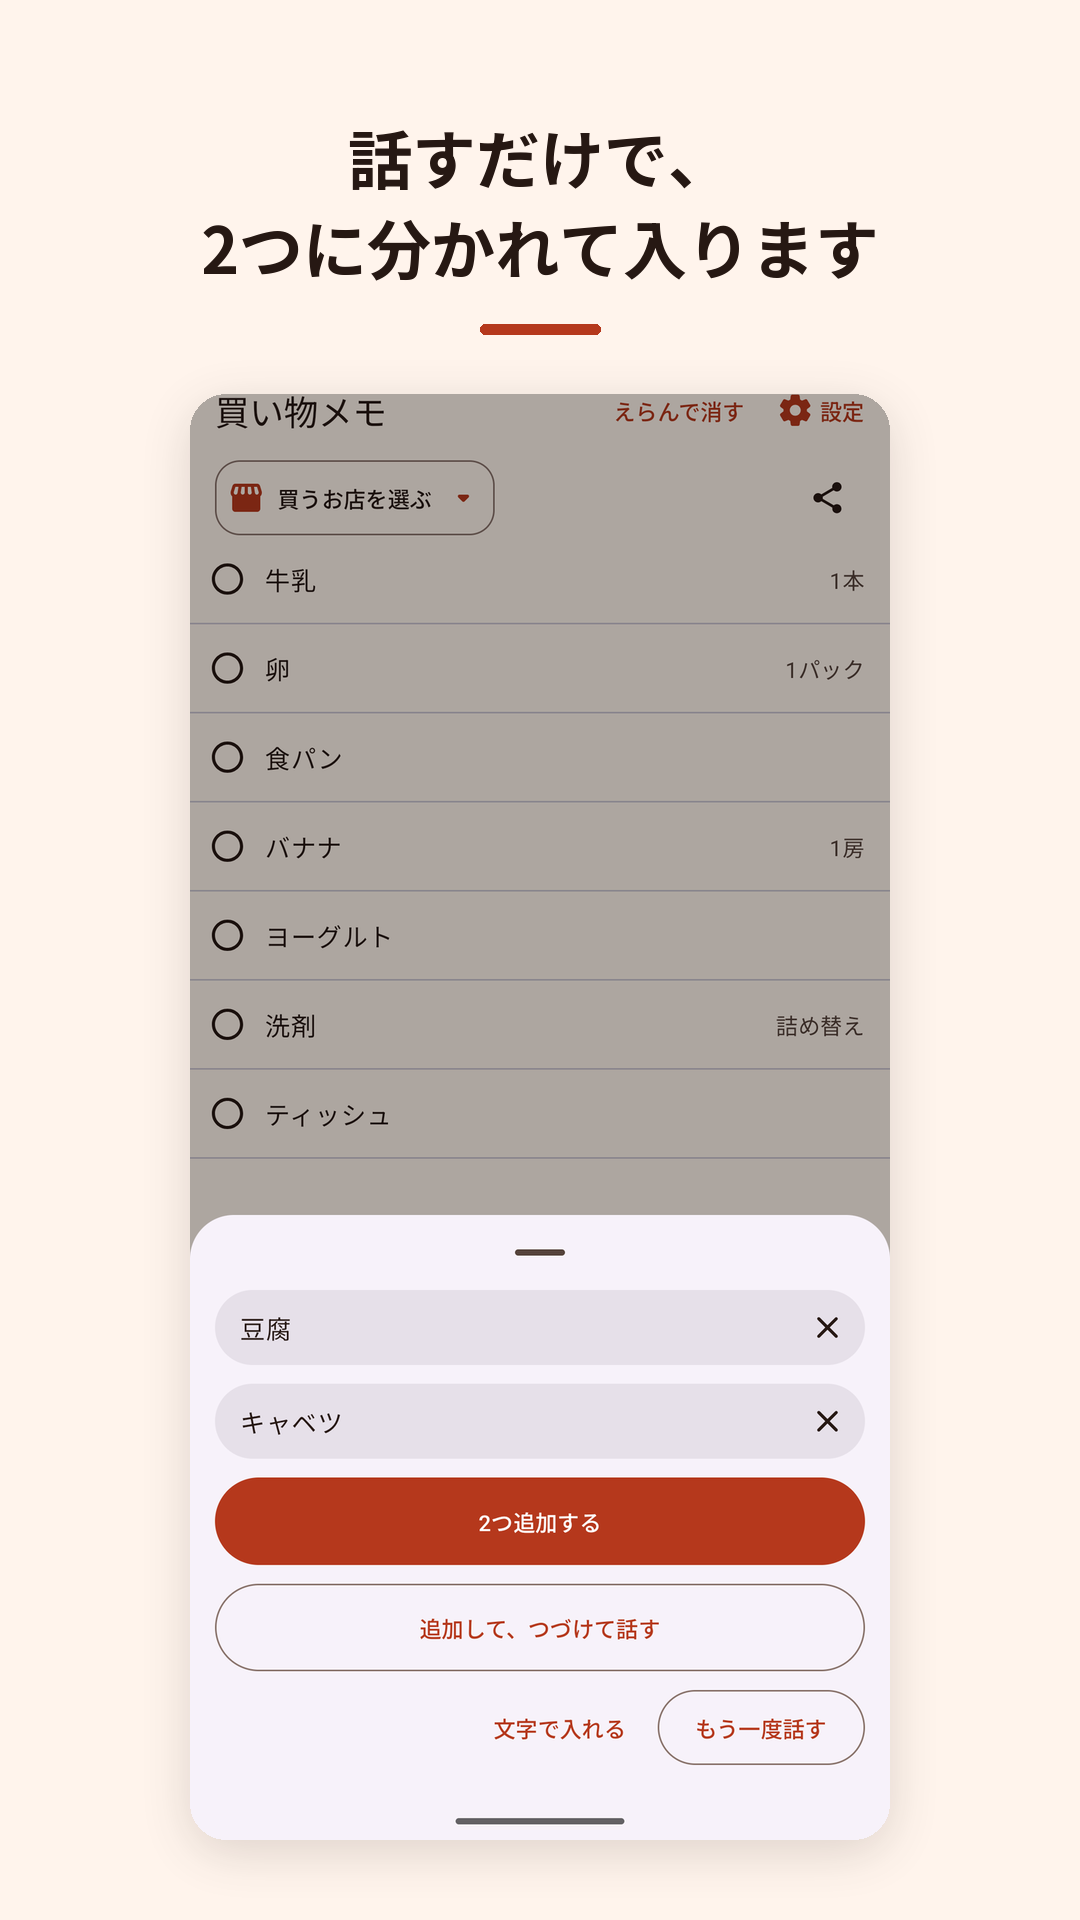 話すだけで、
2つに分かれて入ります
買い物メモ
えらんで消す
設定
買うお店を選ぶ
牛乳
1本
卵
1パック
食パン
バナナ
1房
ヨーグルト
洗剤
詰め替え
ティッシュ
豆腐
キャベツ
2つ追加する
追加して、つづけて話す
文字で入れる
もう一度話す